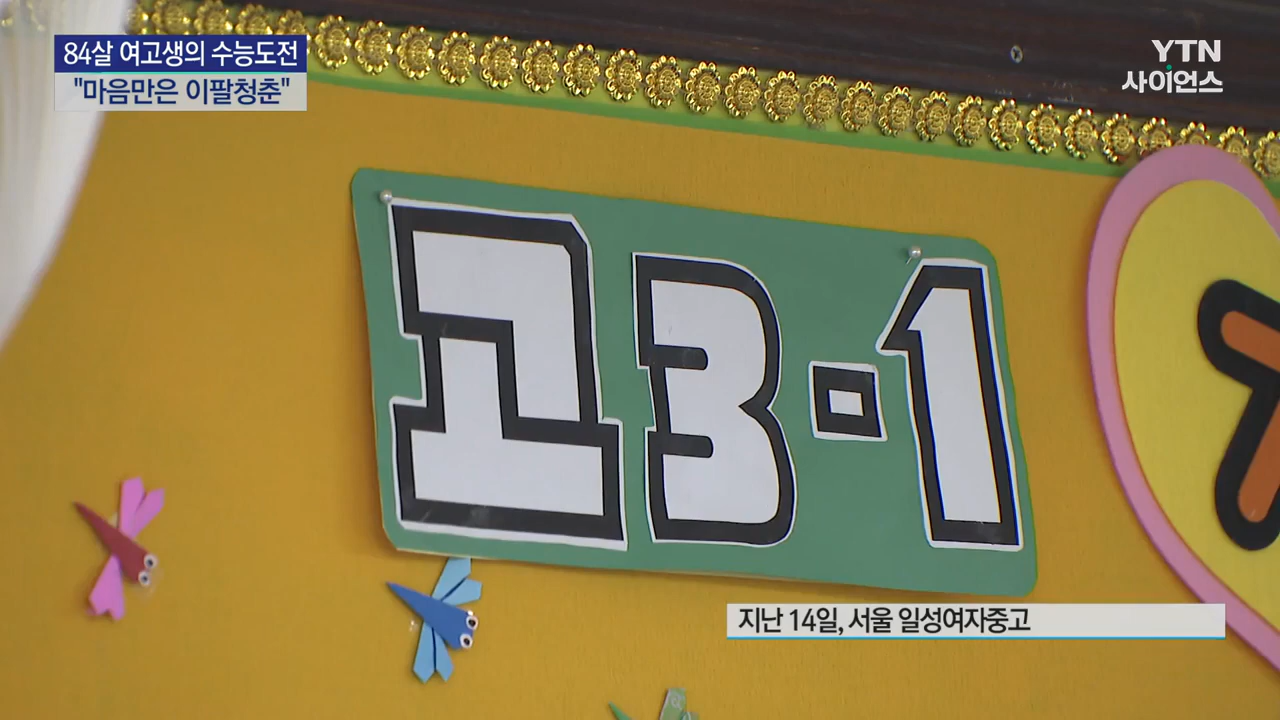 84살 여고생의 수능도전
"마음만은 이팔청춘"
YTN
사이언스
고3-1
지난 14일, 서울 일성여자중고